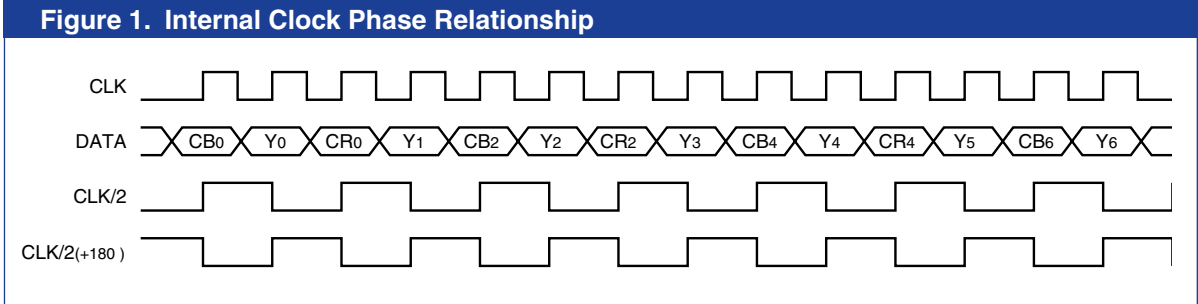 Figure 1. Internal Clock Phase Relationship
CLK
DATA CB0 Y0 CR0 Y1 CB2 Y2 CR2 Y3 CB4 Y4 CR4 Y5 CB6 Y6
CLK/2
CLK/2(+180 )